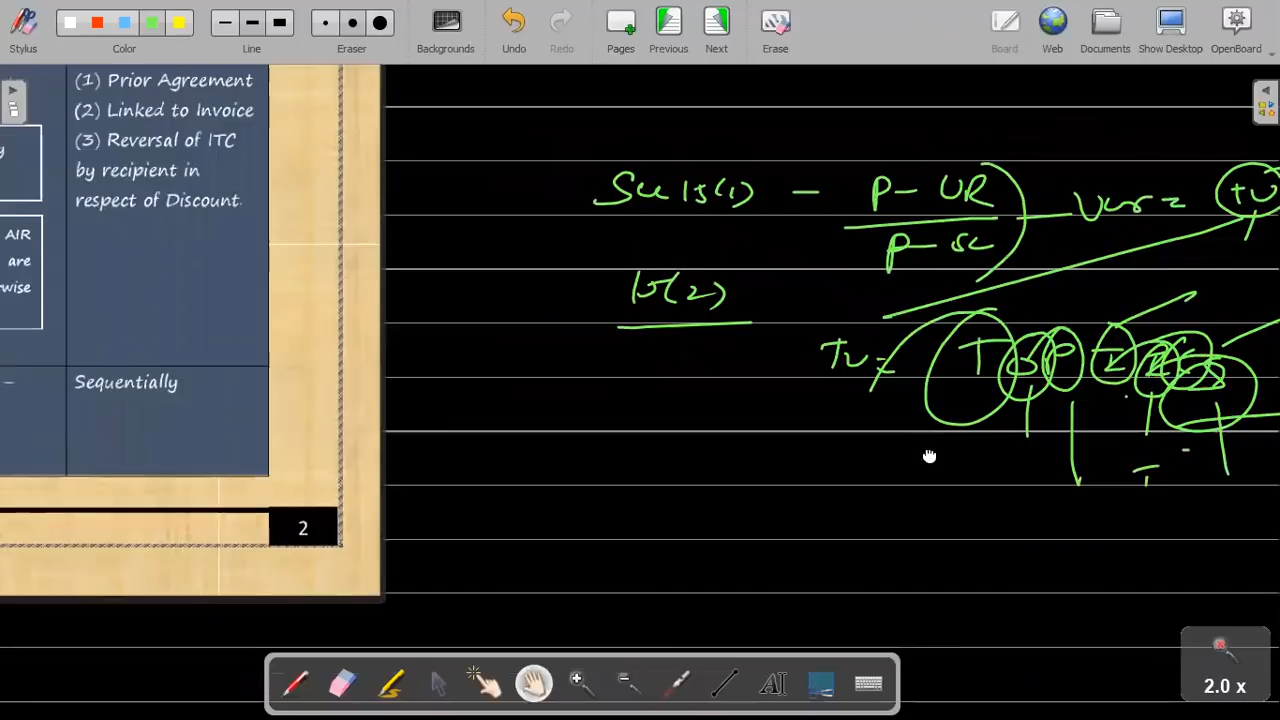 Stylus
Color
Line
Eraser
Backgrounds
Undo
Redo
Pages
Previous
Next
Erase
Board
Web
Documents
Show Desktop
OpenBoard
(1) Prior Agreement
(2) Linked to Invoice
(3) Reversal of ITC
by recipient in
respect of Discount.
y
AIR
are
wise
–
Sequentially
2
Sec 15(1) – P – UR
P – SC
15(2)
TV =
T
P
I
AI
2.0 x